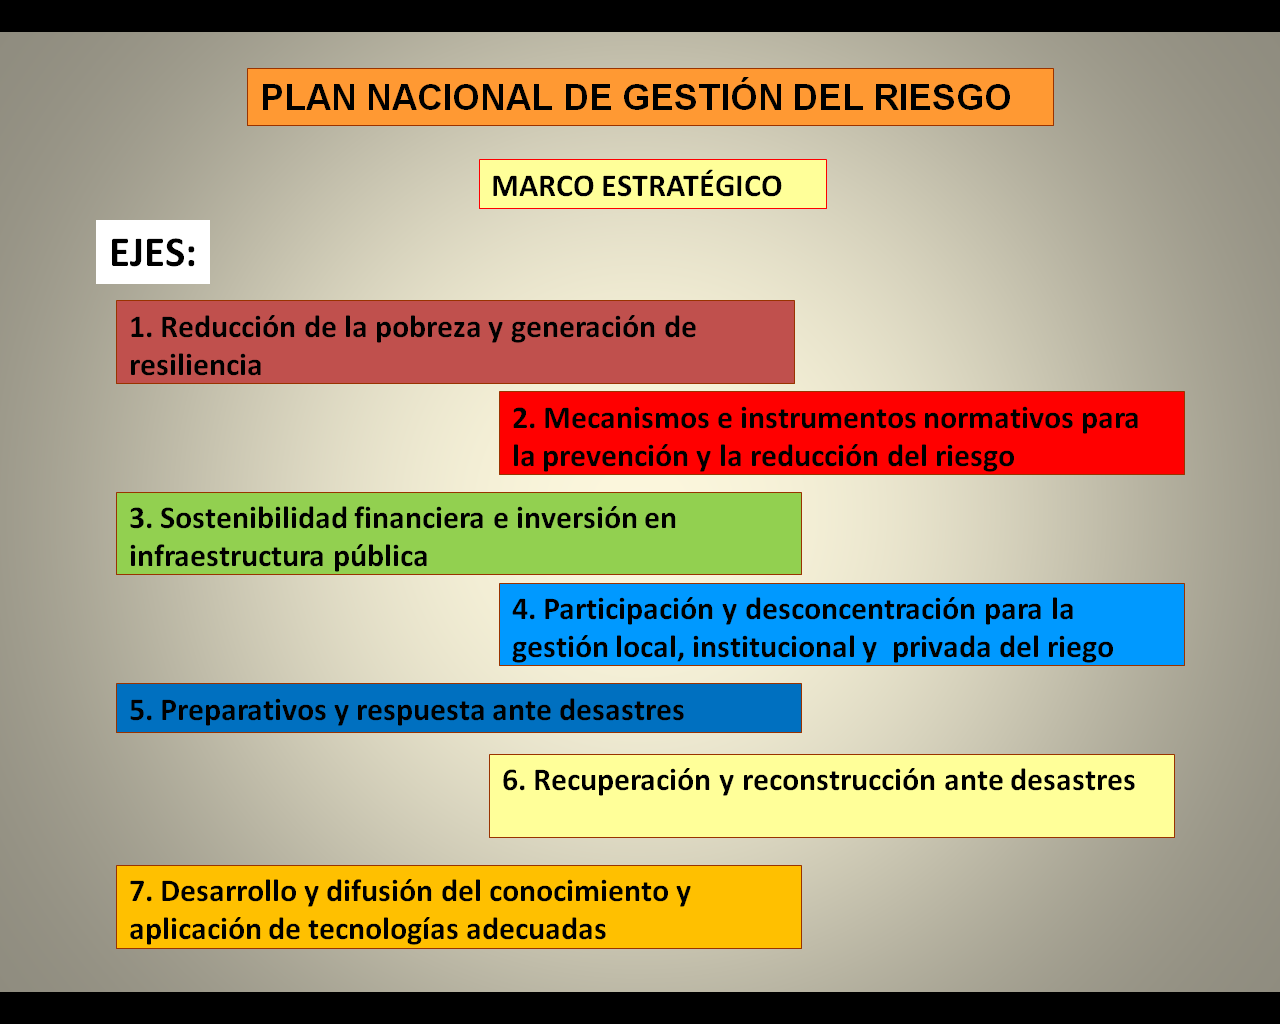 PLAN NACIONAL DE GESTIÓN DEL RIESGO
MARCO ESTRATÉGICO
EJES:
1. Reducción de la pobreza y generación de
resiliencia
2. Mecanismos e instrumentos normativos para
la prevención y la reducción del riesgo
3. Sostenibilidad financiera e inversión en
infraestructura pública
4. Participación y desconcentración para la
gestión local, institucional y  privada del riego
5. Preparativos y respuesta ante desastres
6. Recuperación y reconstrucción ante desastres
7. Desarrollo y difusión del conocimiento y
aplicación de tecnologías adecuadas